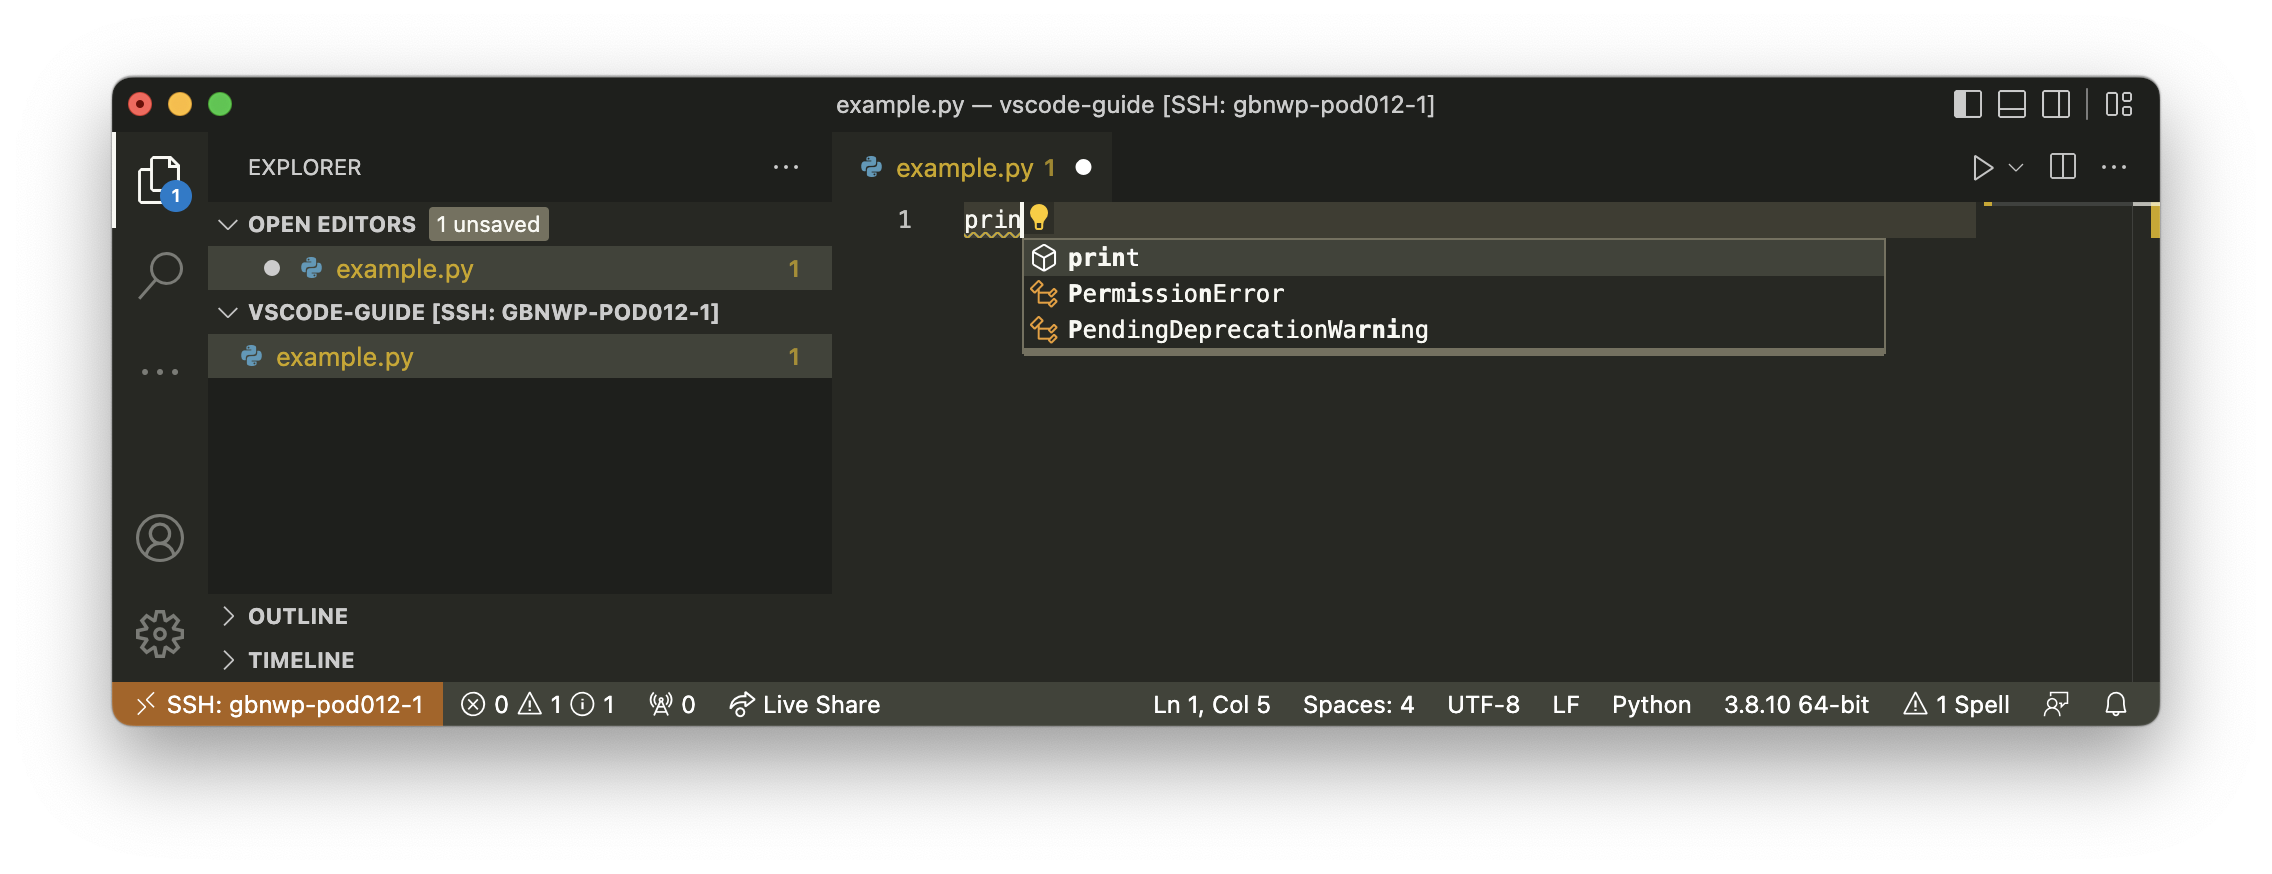 example.py — vscode-guide [SSH: gbnwp-pod012-1]
EXPLORER
1
OPEN EDITORS 1 unsaved
example.py 1
VSCODE-GUIDE [SSH: GBNWP-POD012-1]
example.py 1
OUTLINE
TIMELINE
example.py 1
1 prin
print
PermissionError
PendingDeprecationWarning
SSH: gbnwp-pod012-1 0 1 1 0 Live Share Ln 1, Col 5 Spaces: 4 UTF-8 LF Python 3.8.10 64-bit 1 Spell